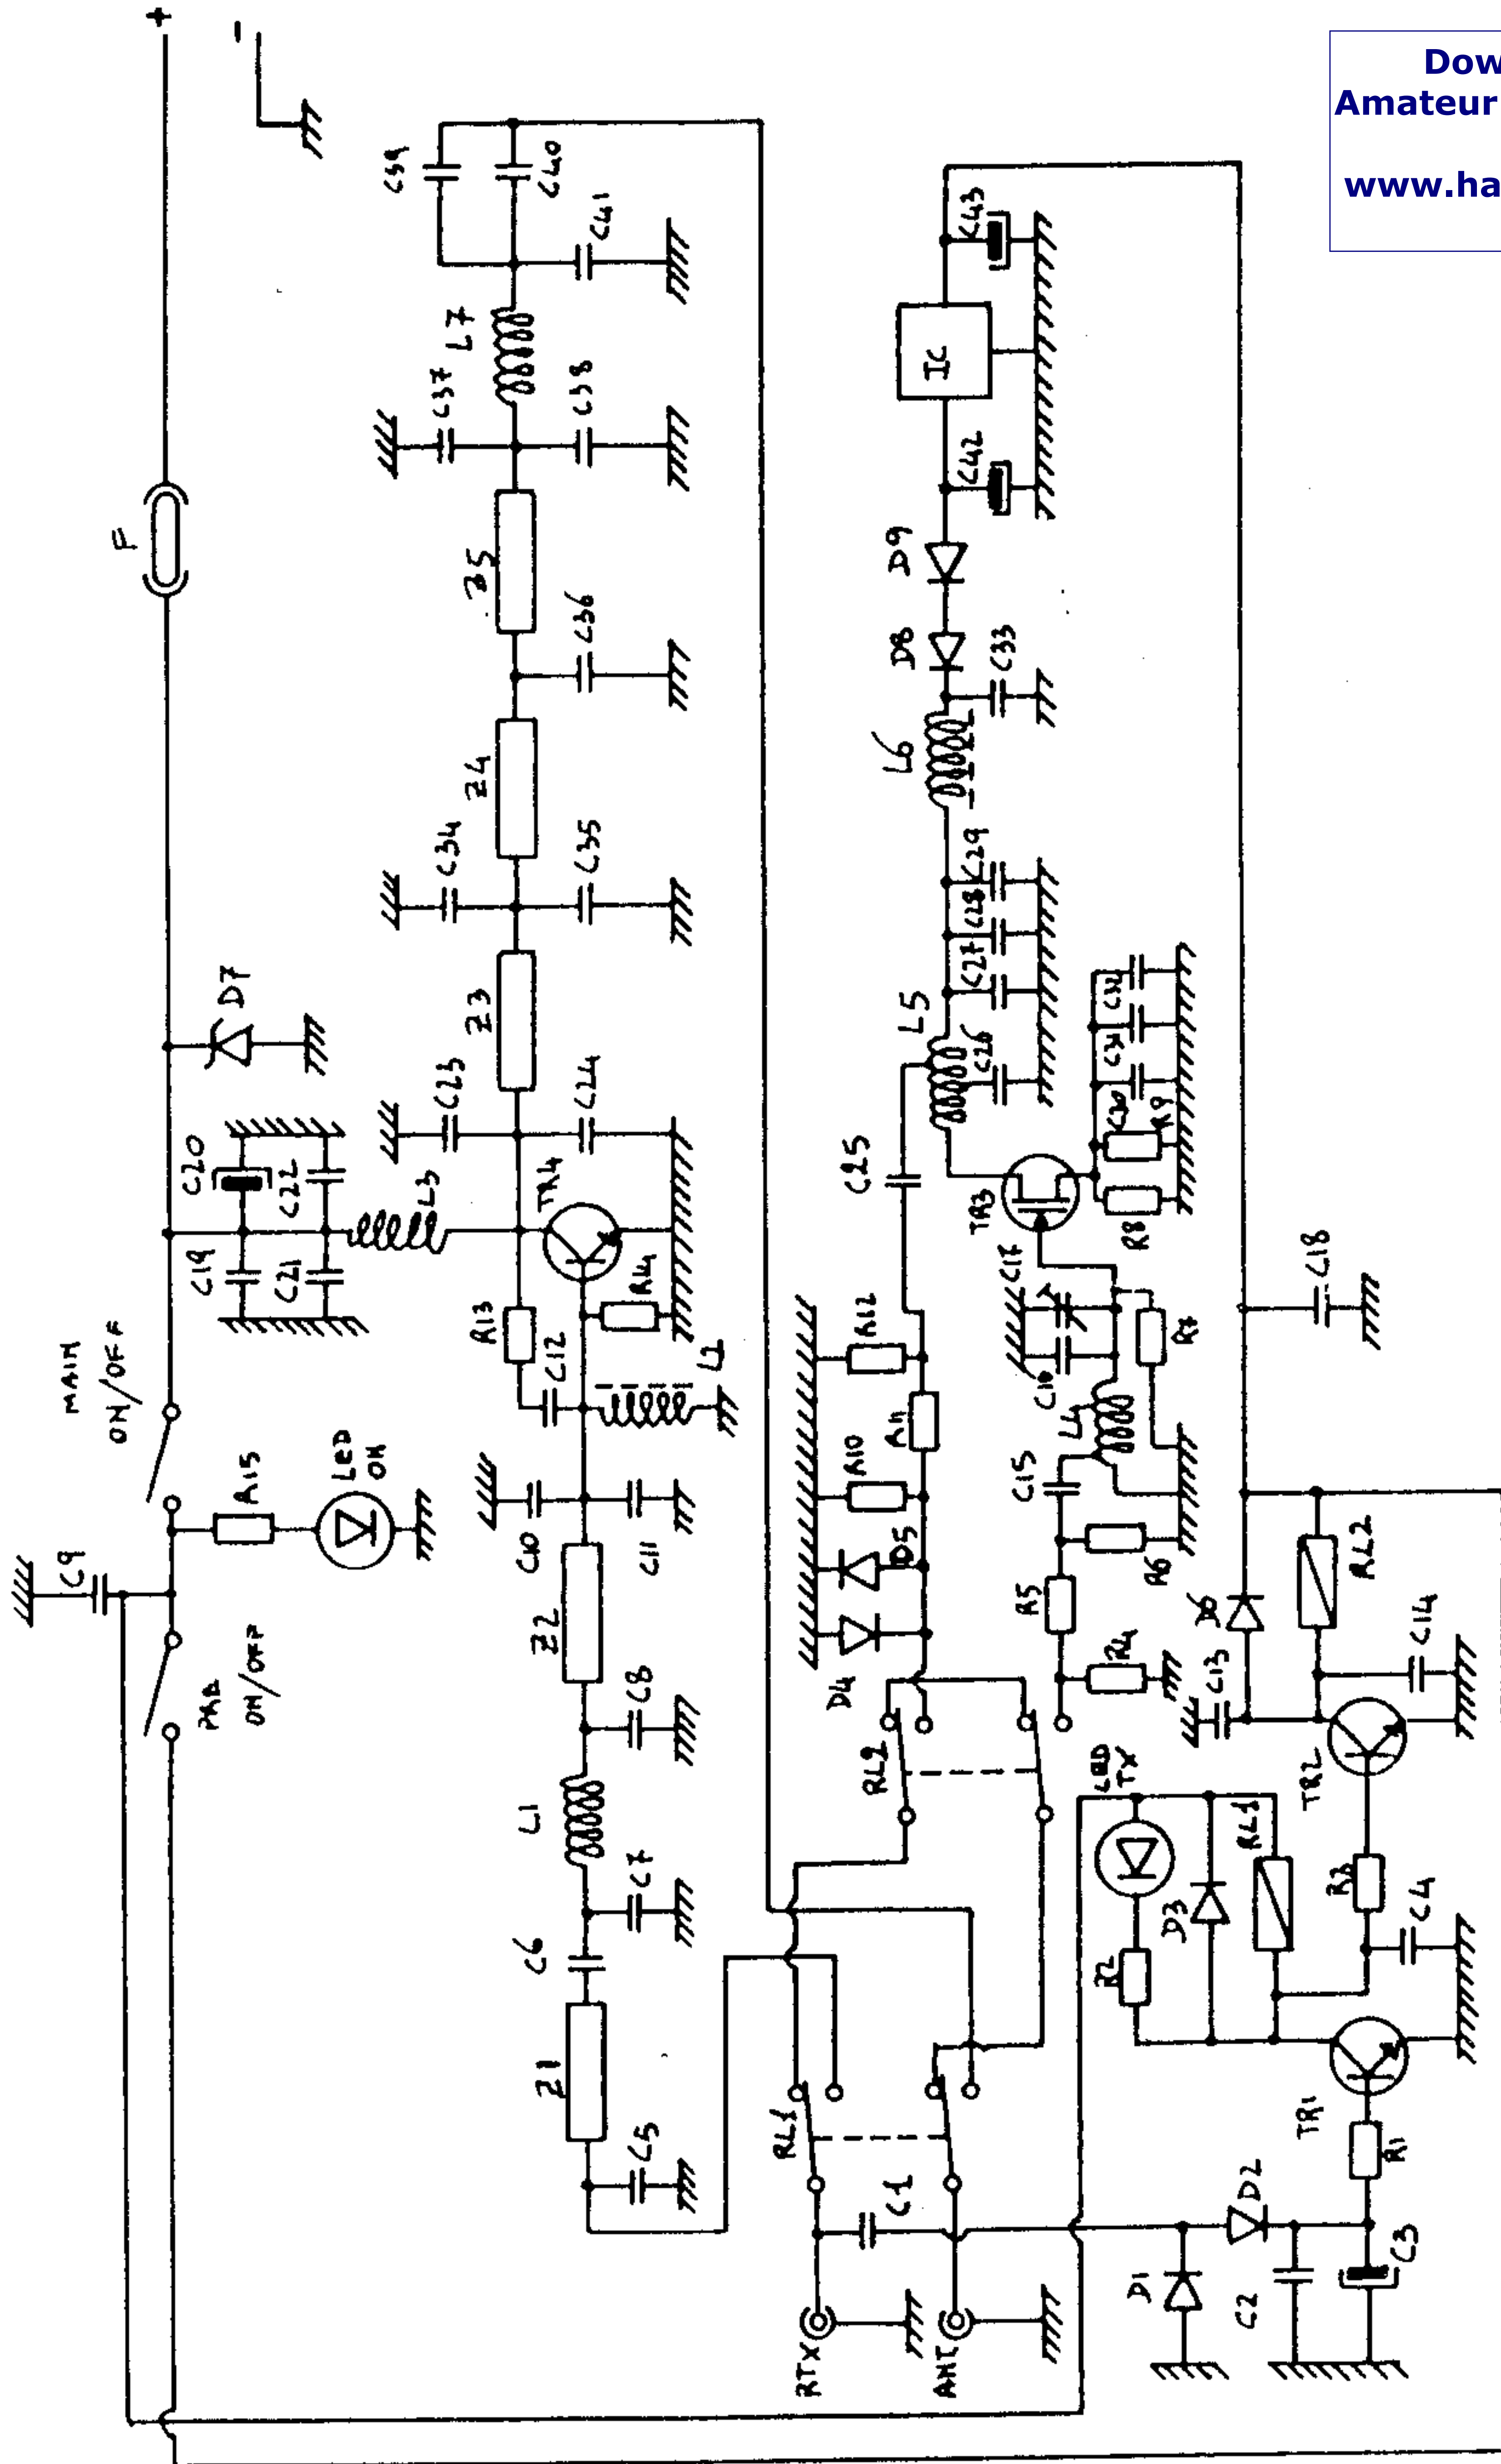 Dow
Amateur
www.ha
+
-
F
C39
C40
C41
L7
C37
C38
Z5
C36
Z4
C34
C35
Z3
C23
C24
D7
C20
C22
C19
C21
L3
TR4
R13
C12
R14
L2
MAIN
ON/OFF
R15
LED
ON
C9
PRE
ON/OFF
C10
C11
Z2
C8
L1
C7
C6
Z1
C5
C43
IC
C42
D9
D8
C33
L6
C29
C28
C27
L5
C26
C25
TR3
C32
C31
C30
R9
R8
C17
C16
L4
R7
C15
R6
R5
R4
R12
R11
R10
D5
D4
RL2
C18
D6
RL2
C13
C14
TR2
LED
TX
RL1
D3
R2
R3
C4
TR1
R1
RL1
C1
D2
D1
C2
C3
RTX
ANT